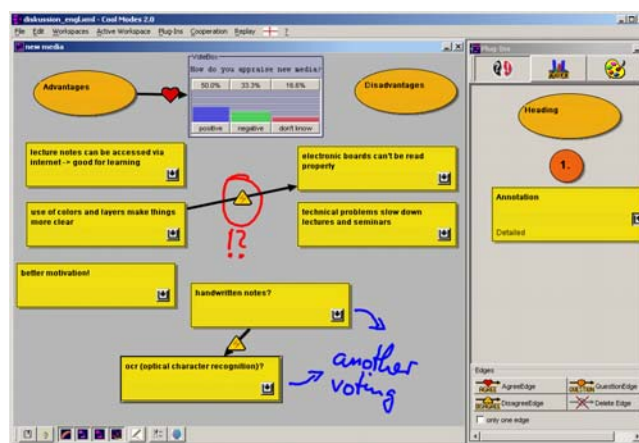 diskussion_engl.xml - Cool Modes 2.0
File Edit Workspaces Active Workspace Plug-Ins Cooperation Replay ?
new media
Advantages
VoteBox
How do you appraise new media?
50.0% 33.3% 16.6%
positive negative don't know
Disadvantages
lecture notes can be accessed via
internet -> good for learning
electronic boards can't be read
properly
use of colors and layers make things
more clear
technical problems slow down
lectures and seminars
!?
better motivation!
handwritten notes?
ocr (optical character recognition)?
another
voting
Plug-Ins
Heading
1.
Annotation
Detailed
Edges
AGREE AgreeEdge
QUESTION QuestionEdge
DISAGREE DisagreeEdge
Delete Edge
only one edge